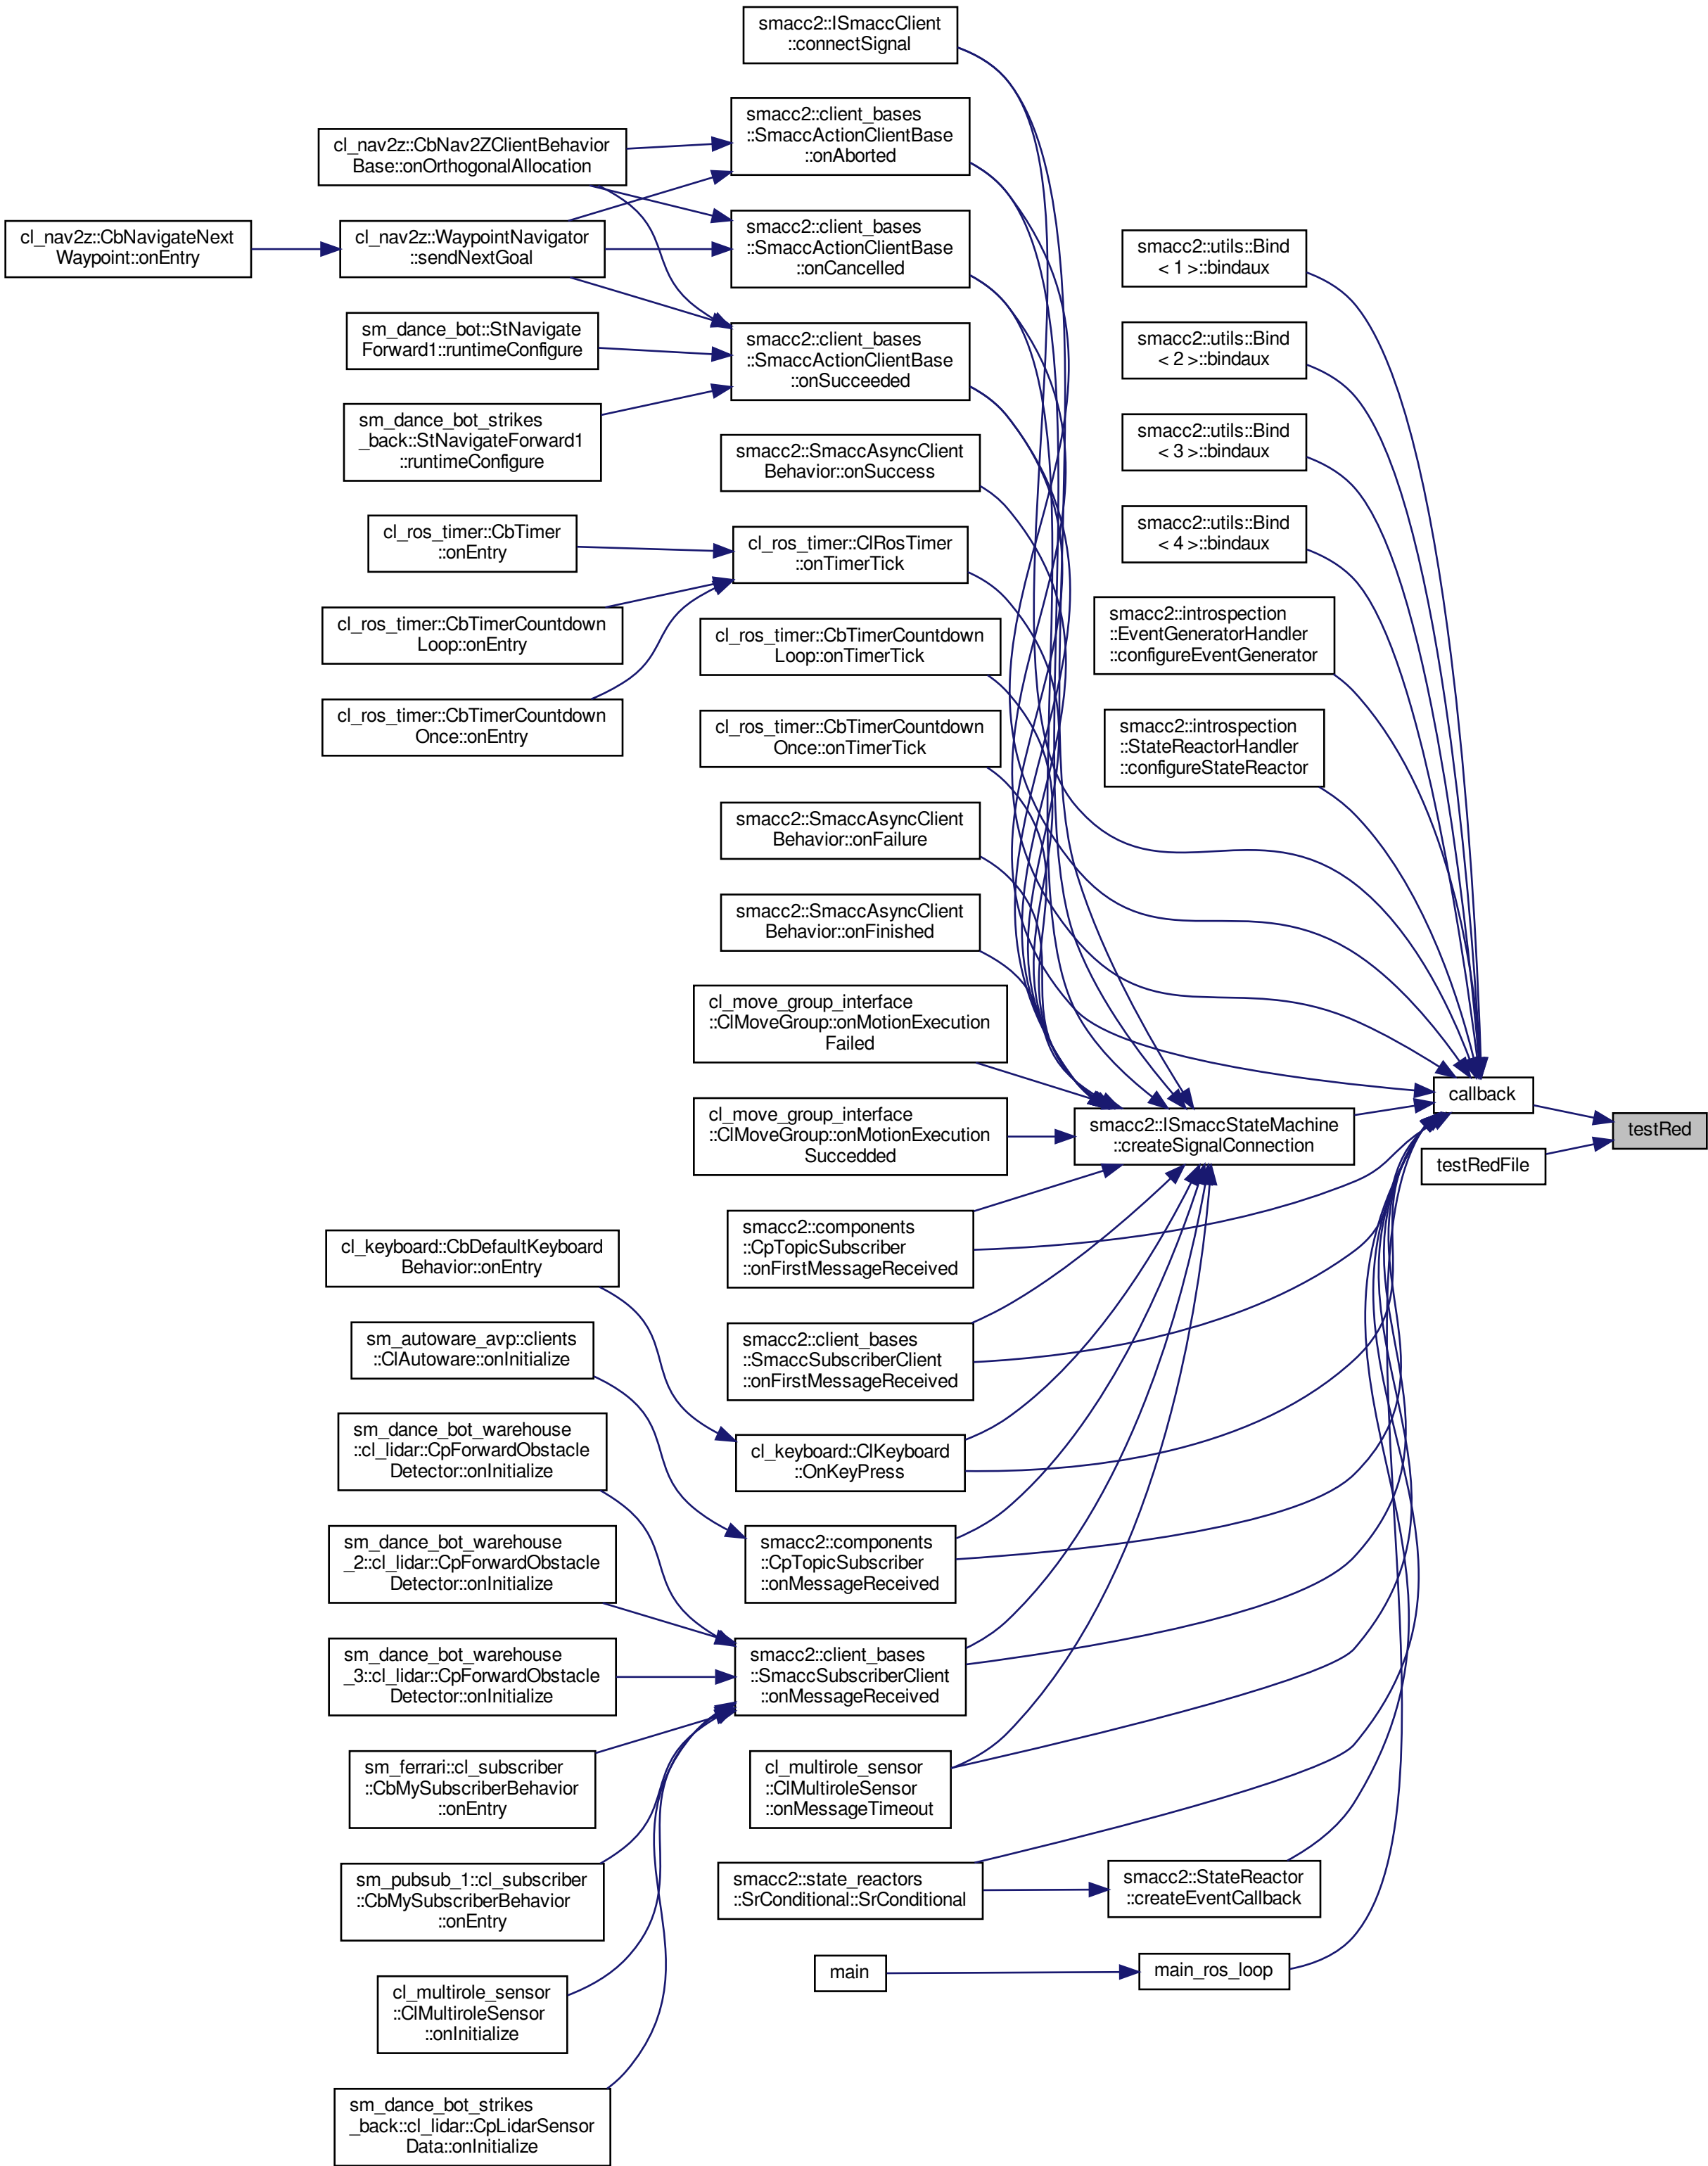 smacc2::ISmaccClient
::connectSignal
smacc2::client_bases
::SmaccActionClientBase
::onAborted
cl_nav2z::CbNav2ZClientBehavior
Base::onOrthogonalAllocation
smacc2::client_bases
::SmaccActionClientBase
::onCancelled
cl_nav2z::CbNavigateNext
Waypoint::onEntry
cl_nav2z::WaypointNavigator
::sendNextGoal
smacc2::utils::Bind
< 1 >::bindaux
sm_dance_bot::StNavigate
Forward1::runtimeConfigure
smacc2::client_bases
::SmaccActionClientBase
::onSucceeded
smacc2::utils::Bind
< 2 >::bindaux
sm_dance_bot_strikes
_back::StNavigateForward1
::runtimeConfigure
smacc2::SmaccAsyncClient
Behavior::onSuccess
smacc2::utils::Bind
< 3 >::bindaux
cl_ros_timer::CbTimer
::onEntry
cl_ros_timer::ClRosTimer
::onTimerTick
smacc2::utils::Bind
< 4 >::bindaux
cl_ros_timer::CbTimerCountdown
Loop::onEntry
cl_ros_timer::CbTimerCountdown
Loop::onTimerTick
smacc2::introspection
::EventGeneratorHandler
::configureEventGenerator
cl_ros_timer::CbTimerCountdown
Once::onEntry
cl_ros_timer::CbTimerCountdown
Once::onTimerTick
smacc2::introspection
::StateReactorHandler
::configureStateReactor
smacc2::SmaccAsyncClient
Behavior::onFailure
smacc2::SmaccAsyncClient
Behavior::onFinished
cl_move_group_interface
::ClMoveGroup::onMotionExecution
Failed
callback
testRed
cl_move_group_interface
::ClMoveGroup::onMotionExecution
Succedded
smacc2::ISmaccStateMachine
::createSignalConnection
testRedFile
smacc2::components
::CpTopicSubscriber
::onFirstMessageReceived
cl_keyboard::CbDefaultKeyboard
Behavior::onEntry
smacc2::client_bases
::SmaccSubscriberClient
::onFirstMessageReceived
sm_autoware_avp::clients
::ClAutoware::onInitialize
sm_dance_bot_warehouse
::cl_lidar::CpForwardObstacle
Detector::onInitialize
cl_keyboard::ClKeyboard
::OnKeyPress
sm_dance_bot_warehouse
_2::cl_lidar::CpForwardObstacle
Detector::onInitialize
smacc2::components
::CpTopicSubscriber
::onMessageReceived
sm_dance_bot_warehouse
_3::cl_lidar::CpForwardObstacle
Detector::onInitialize
smacc2::client_bases
::SmaccSubscriberClient
::onMessageReceived
sm_ferrari::cl_subscriber
::CbMySubscriberBehavior
::onEntry
cl_multirole_sensor
::ClMultiroleSensor
::onMessageTimeout
sm_pubsub_1::cl_subscriber
::CbMySubscriberBehavior
::onEntry
smacc2::state_reactors
::SrConditional::SrConditional
smacc2::StateReactor
::createEventCallback
main
main_ros_loop
cl_multirole_sensor
::ClMultiroleSensor
::onInitialize
sm_dance_bot_strikes
_back::cl_lidar::CpLidarSensor
Data::onInitialize